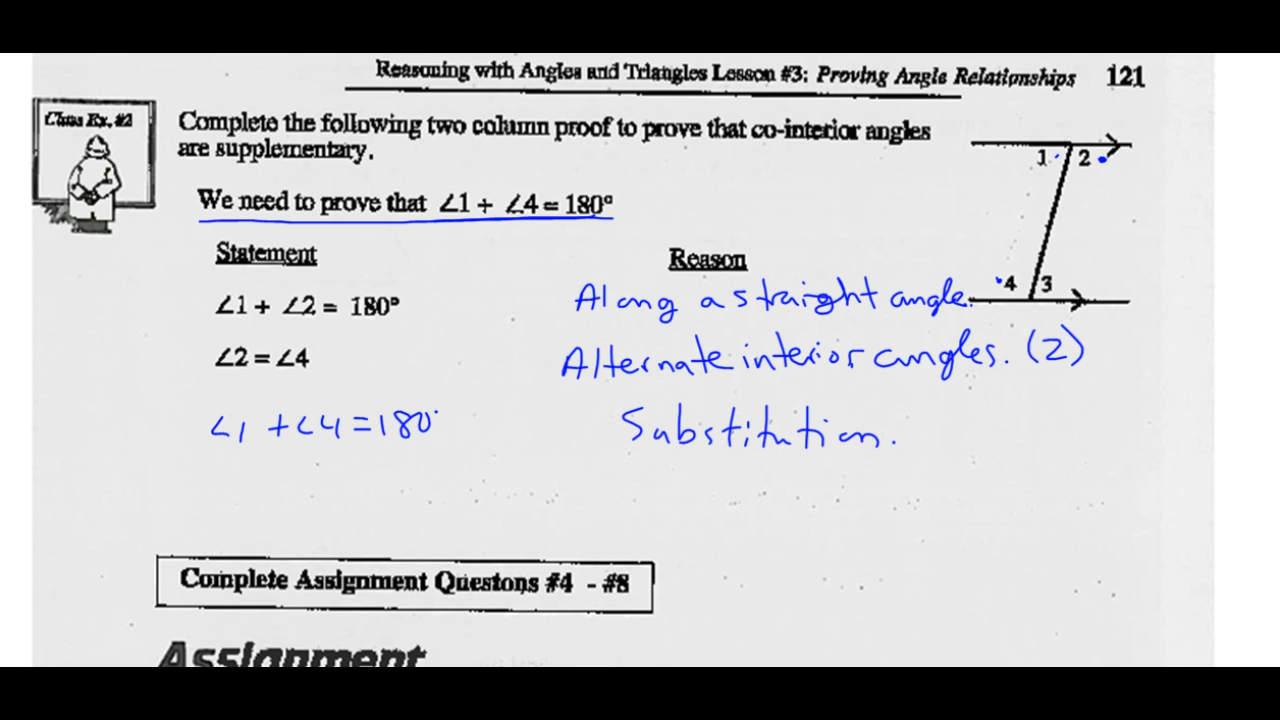 Reasoning with Angles and Triangles Lesson #3: Proving Angle Relationships 121
Class Ex. #2
Complete the following two column proof to prove that co-interior angles
are supplementary.
1 2
We need to prove that ∠1 + ∠4 = 180°
Statement Reason
4 3
∠1 + ∠2 = 180° Along a straight angle.
∠2 = ∠4 Alternate interior angles. (Z)
∠1 + ∠4 = 180° Substitution.
Complete Assignment Questons #4 - #8
Assignment